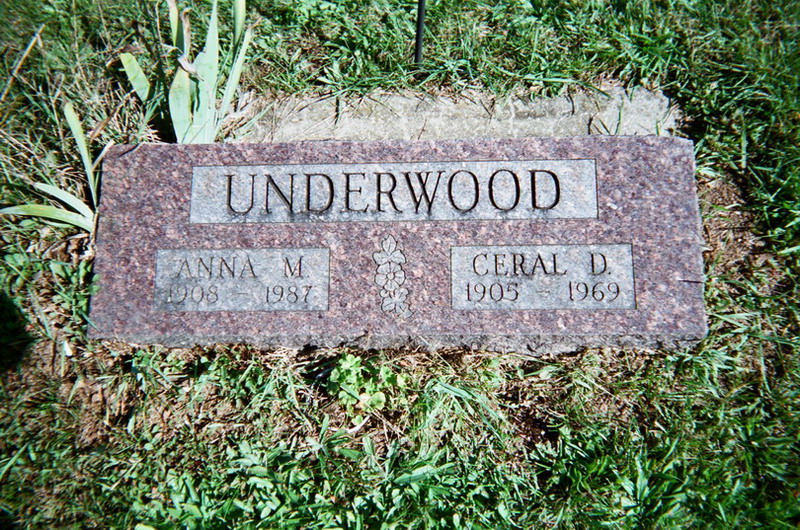 UNDERWOOD
ANNA M.
1908 - 1987
CERAL D.
1905 - 1969